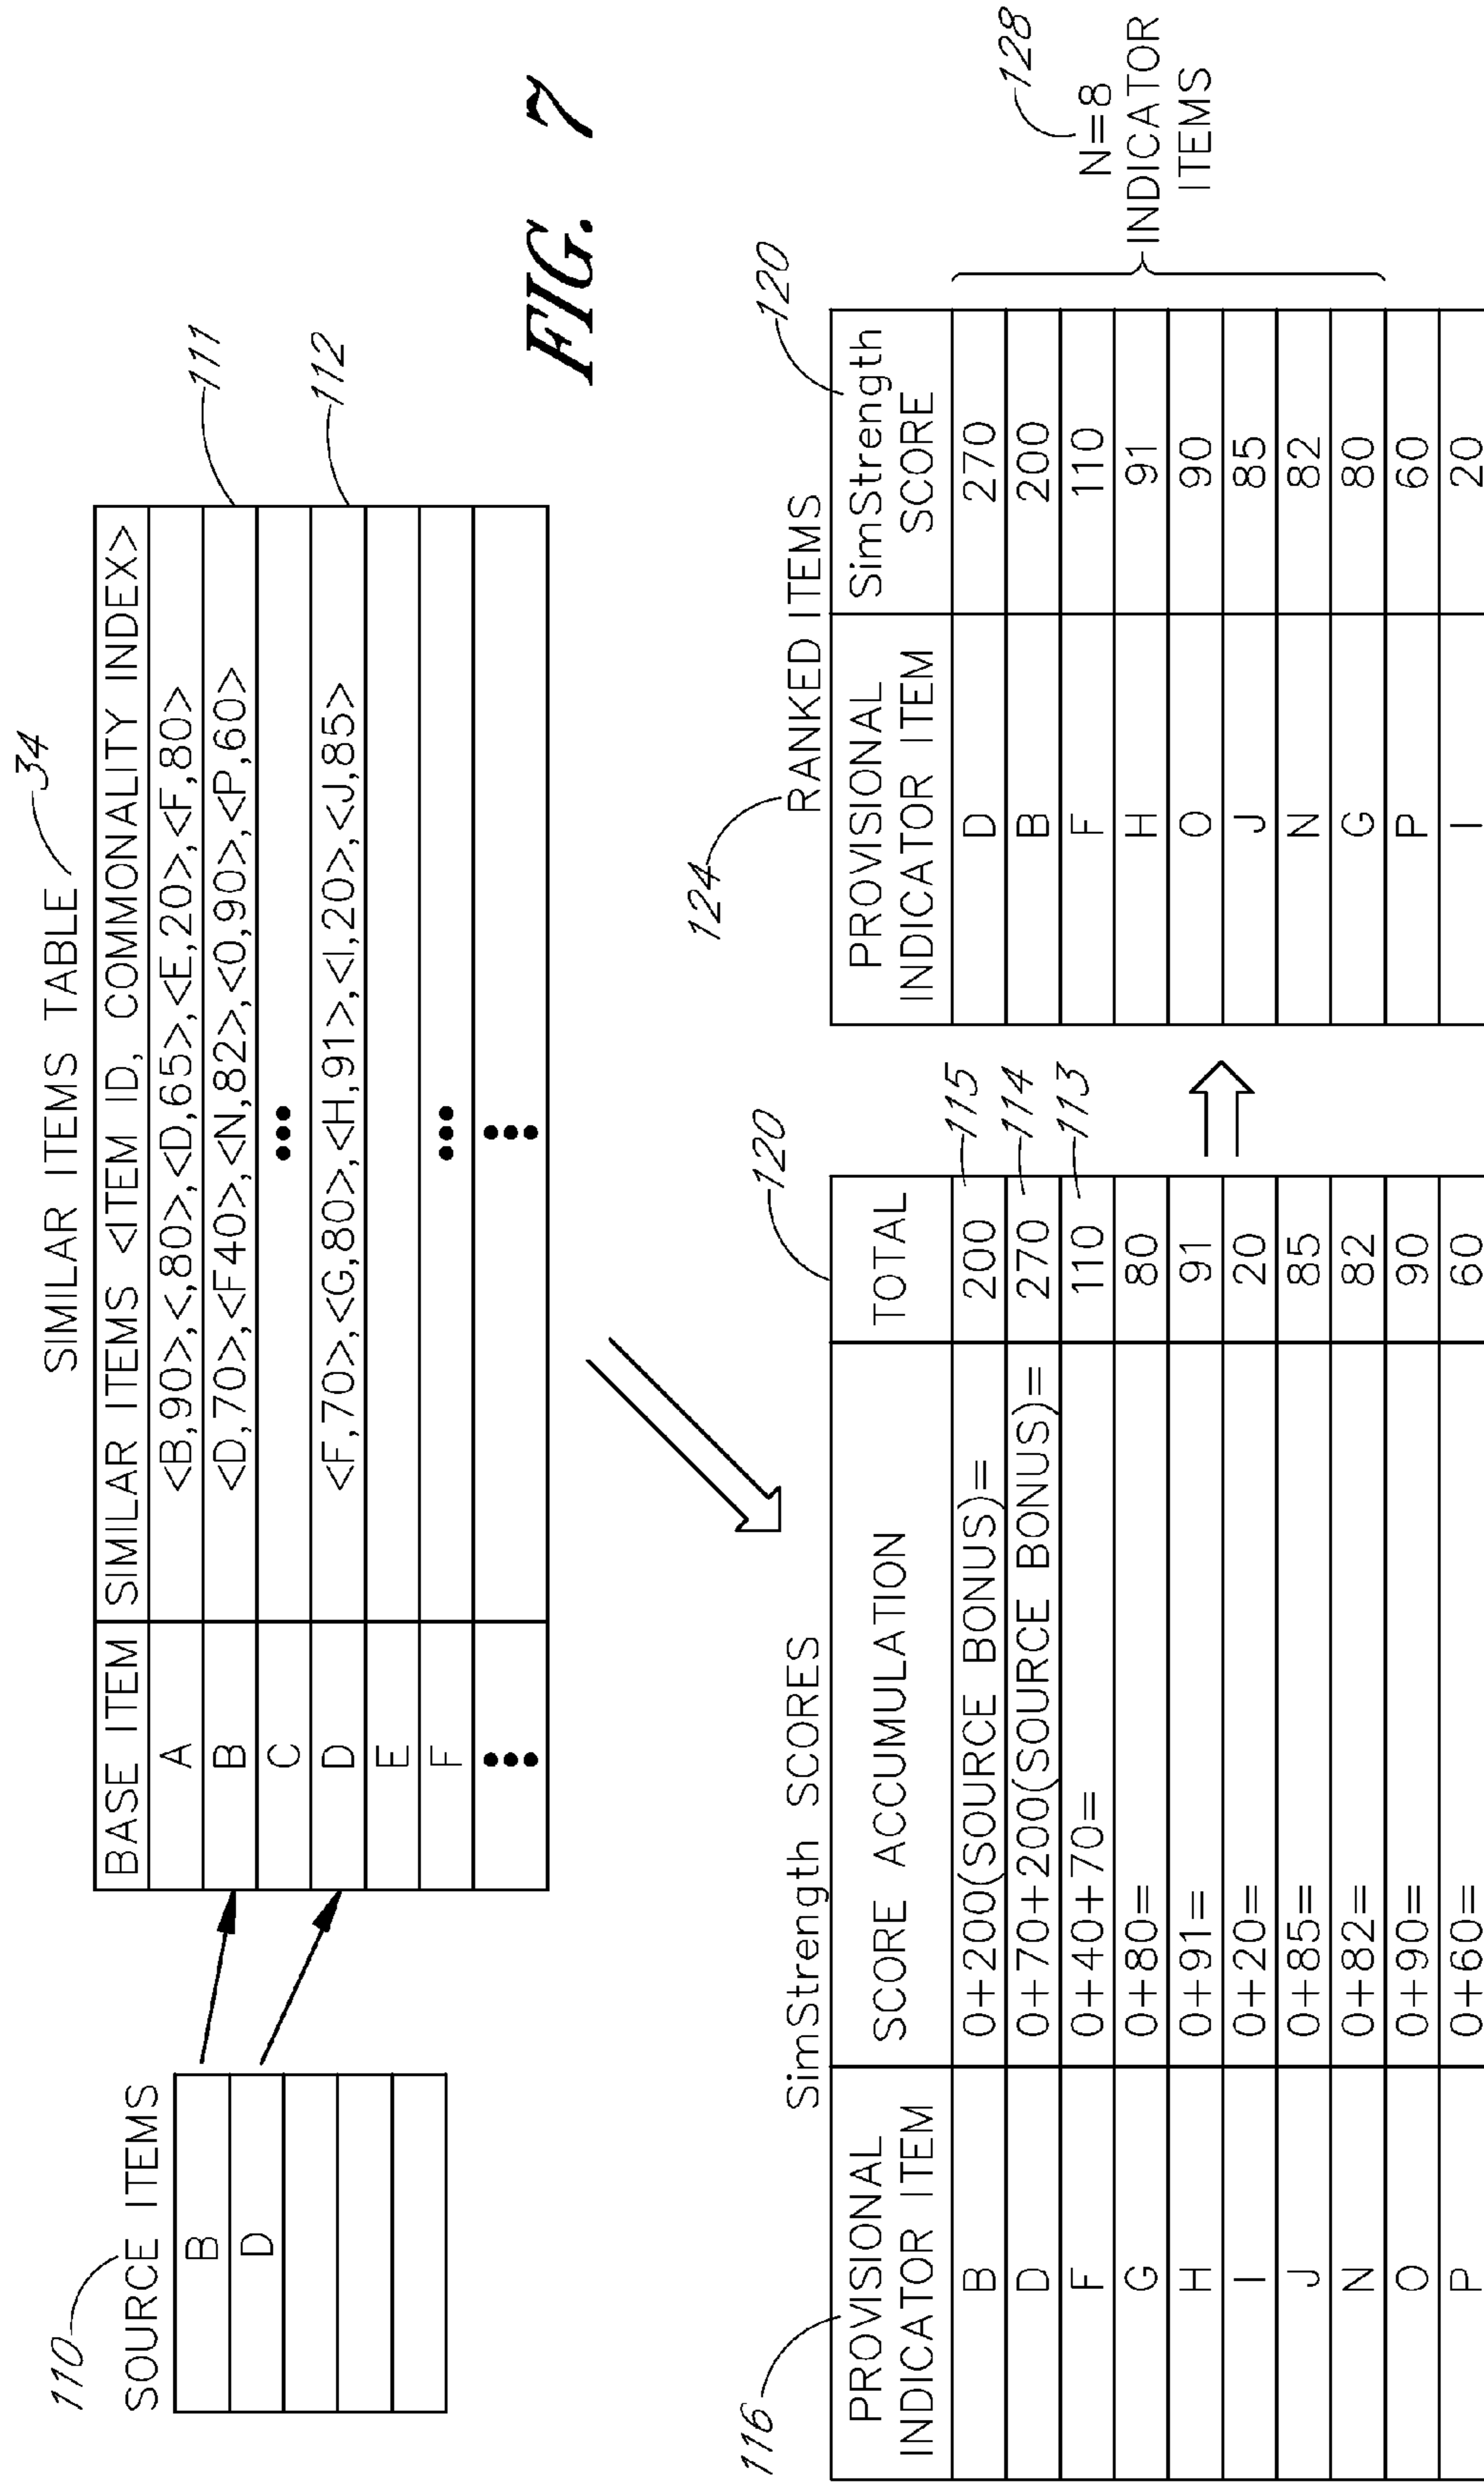 110
SOURCE ITEMS
B
D
SIMILAR ITEMS TABLE 34
BASE ITEM SIMILAR ITEMS <ITEM ID, COMMONALITY INDEX>
A <B,90>,<,80>,<D,65>,<E,20>,<F,80>
B <D,70>,<F40>,<N,82>,<O,90>,<P,60> 111
C •••
D <F,70>,<G,80>,<H,91>,<I,20>,<J,85> 112
E
F •••
••• •••
FIG. 7
SimStrength SCORES
116
120
PROVISIONAL INDICATOR ITEM SCORE ACCUMULATION TOTAL
B 0+200(SOURCE BONUS)= 200 115
D 0+70+200(SOURCE BONUS)= 270 114
F 0+40+70= 110 113
G 0+80= 80
H 0+91= 91
I 0+20= 20
J 0+85= 85
N 0+82= 82
O 0+90= 90
P 0+60= 60
124
RANKED ITEMS
120
PROVISIONAL INDICATOR ITEM SimStrength SCORE
D 270
B 200
F 110
H 91
O 90
J 85
N 82
G 80
P 60
I 20
128
N=8
INDICATOR
ITEMS